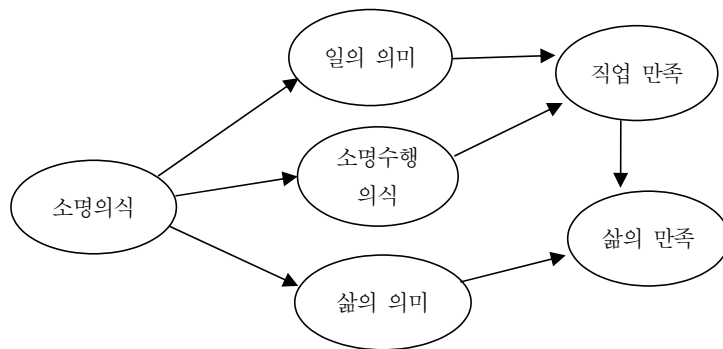 일의 의미
직업 만족
소명수행
의식
소명의식
삶의 만족
삶의 의미